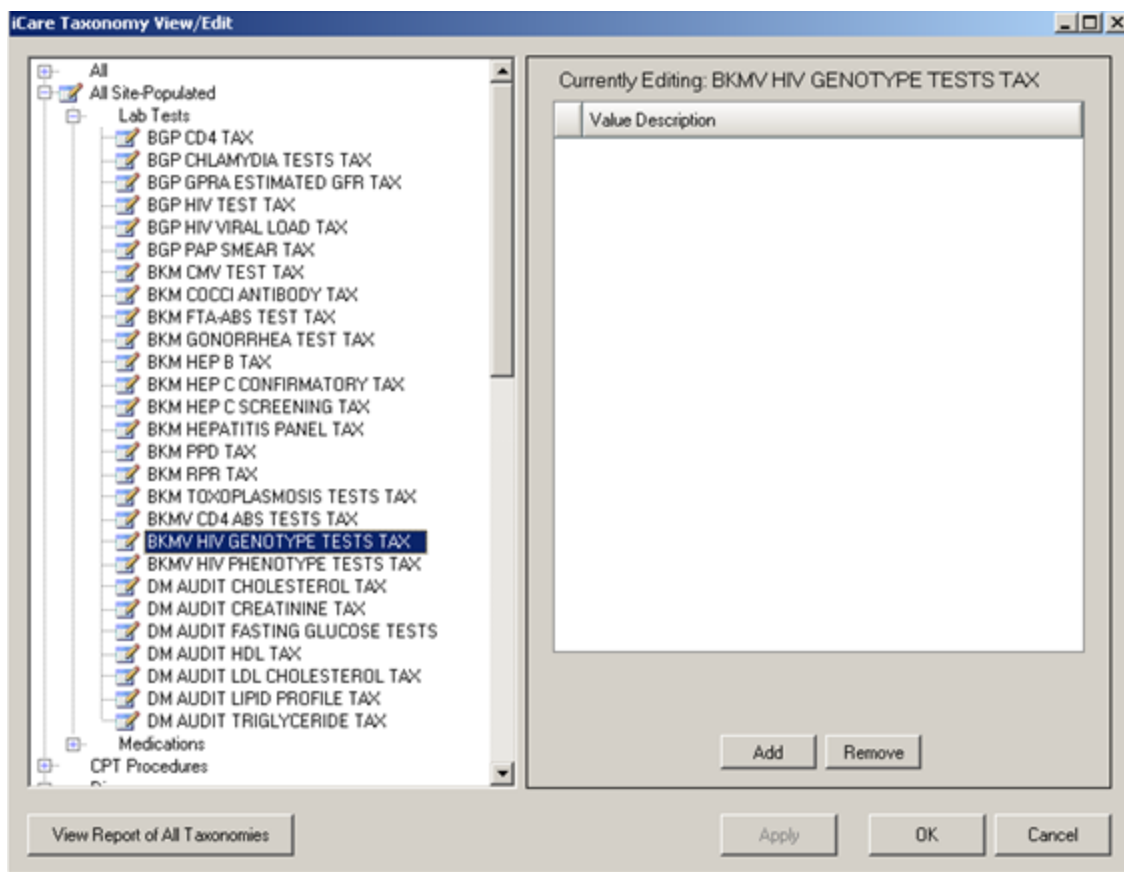 iCare Taxonomy View/Edit
All
All Site-Populated
Lab Tests
BGP CD4 TAX
BGP CHLAMYDIA TESTS TAX
BGP GPRA ESTIMATED GFR TAX
BGP HIV TEST TAX
BGP HIV VIRAL LOAD TAX
BGP PAP SMEAR TAX
BKM CMV TEST TAX
BKM COCCI ANTIBODY TAX
BKM FTA-ABS TEST TAX
BKM GONORRHEA TEST TAX
BKM HEP B TAX
BKM HEP C CONFIRMATORY TAX
BKM HEP C SCREENING TAX
BKM HEPATITIS PANEL TAX
BKM PPD TAX
BKM RPR TAX
BKM TOXOPLASMOSIS TESTS TAX
BKMV CD4 ABS TESTS TAX
BKMV HIV GENOTYPE TESTS TAX
BKMV HIV PHENOTYPE TESTS TAX
DM AUDIT CHOLESTEROL TAX
DM AUDIT CREATININE TAX
DM AUDIT FASTING GLUCOSE TESTS
DM AUDIT HDL TAX
DM AUDIT LDL CHOLESTEROL TAX
DM AUDIT LIPID PROFILE TAX
DM AUDIT TRIGLYCERIDE TAX
Medications
CPT Procedures
Currently Editing: BKMV HIV GENOTYPE TESTS TAX
Value Description
Add
Remove
View Report of All Taxonomies
Apply
OK
Cancel